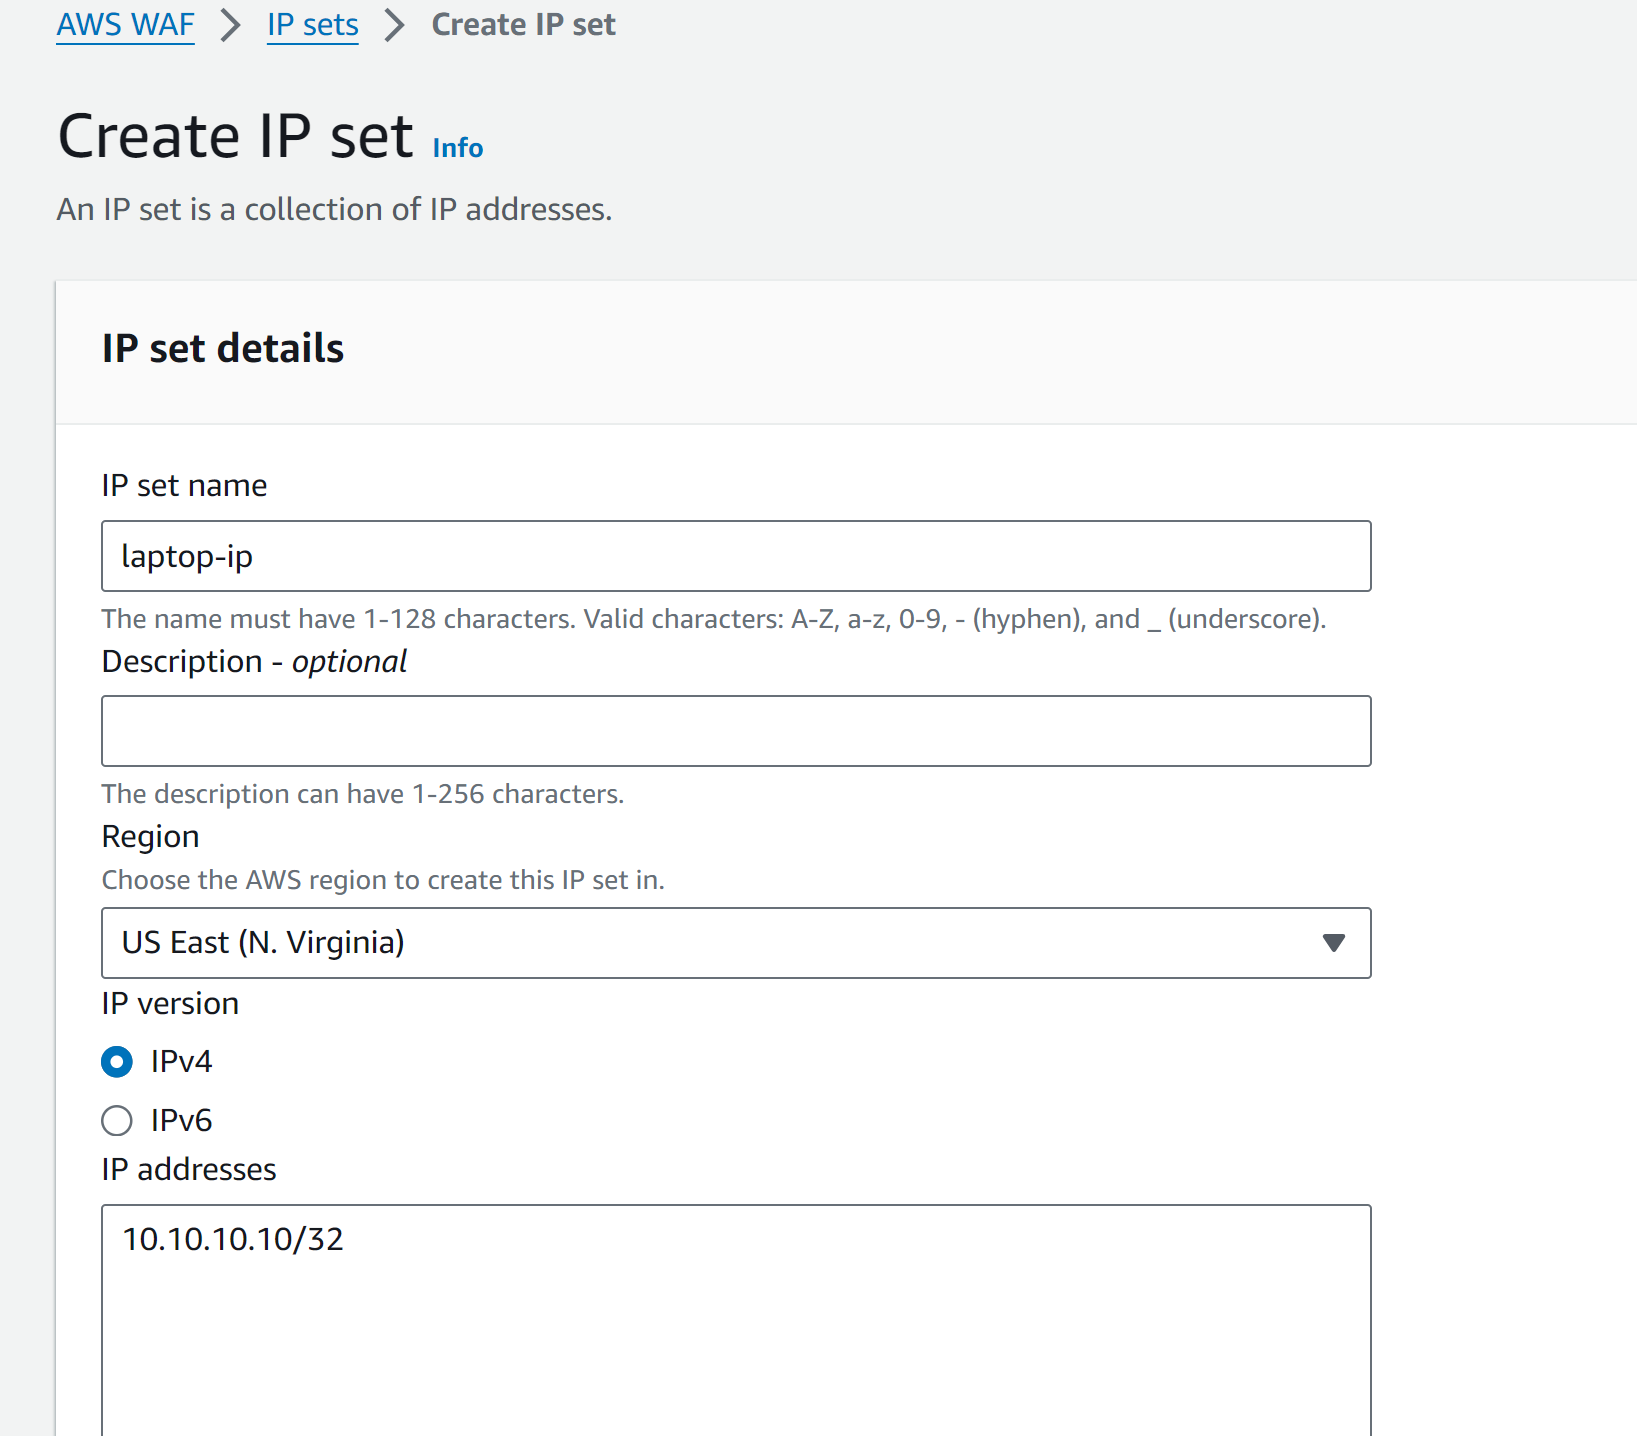 AWS WAF > IP sets > Create IP set
Create IP set Info
An IP set is a collection of IP addresses.
IP set details
IP set name
laptop-ip
The name must have 1-128 characters. Valid characters: A-Z, a-z, 0-9, - (hyphen), and _ (underscore).
Description - optional
The description can have 1-256 characters.
Region
Choose the AWS region to create this IP set in.
US East (N. Virginia)
IP version
IPv4
IPv6
IP addresses
10.10.10.10/32